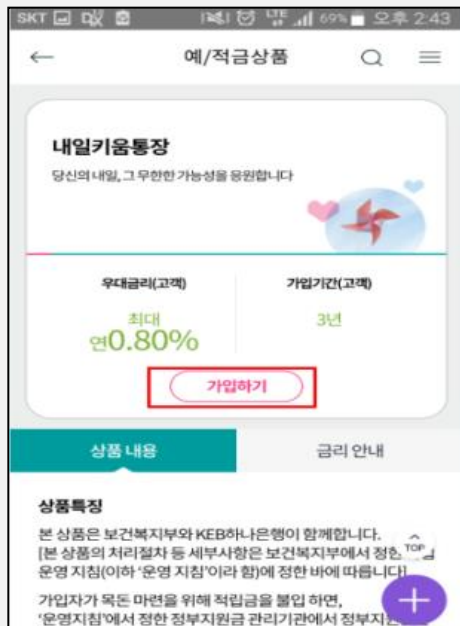 SKT LTE 69% 오후 2:43
예/적금상품
내일키움통장
당신의 내일, 그 무한한 가능성을 응원합니다
우대금리(고객) 가입기간(고객)
최대 3년
연0.80%
가입하기
상품 내용 금리 안내
상품특징
본 상품은 보건복지부와 KEB하나은행이 함께합니다.
TOP
[본 상품의 처리절차 등 세부사항은 보건복지부에서 정한
운영 지침(이하 '운영 지침'이라 함)에 정한 바에 따릅니다]
가입자가 목돈 마련을 위해 적립금을 불입 하면,
'운영지침'에서 정한 정부지원금 관리기관에서 정부지원